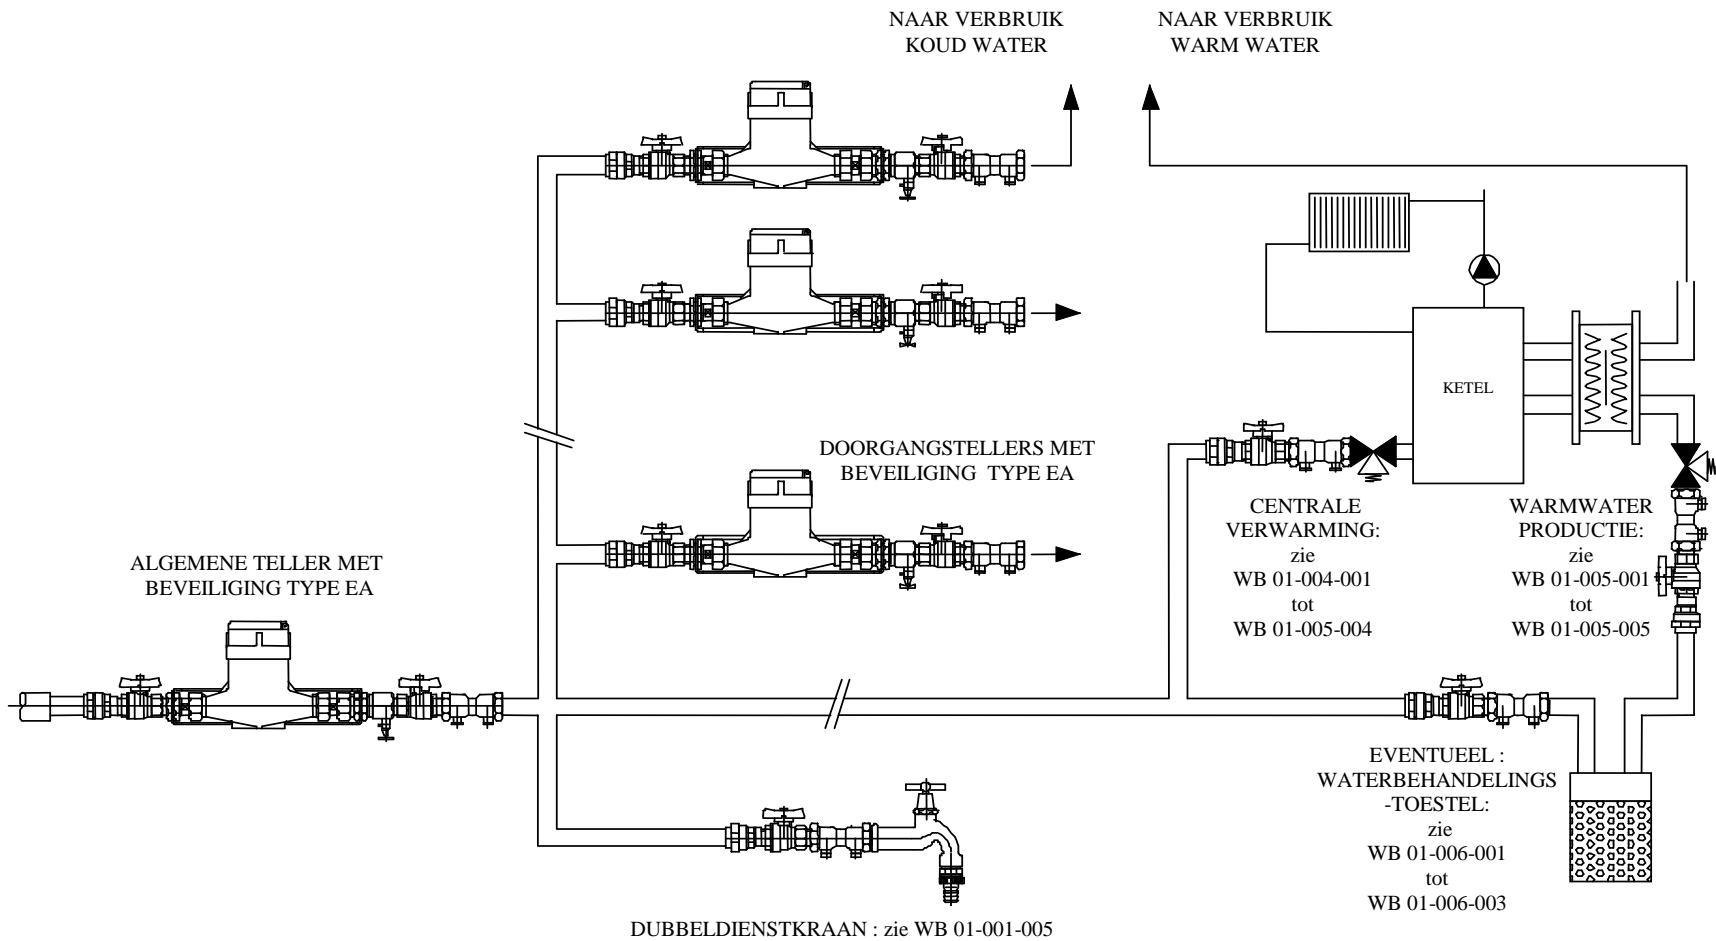 NAAR VERBRUIK
KOUD WATER
NAAR VERBRUIK
WARM WATER
KETEL
DOORGANGSTELLERS MET
BEVEILIGING TYPE EA
CENTRALE
VERWARMING:
zie
WB 01-004-001
tot
WB 01-005-004
WARMWATER
PRODUCTIE:
zie
WB 01-005-001
tot
WB 01-005-005
ALGEMENE TELLER MET
BEVEILIGING TYPE EA
EVENTUEEL :
WATERBEHANDELINGS
-TOESTEL:
zie
WB 01-006-001
tot
WB 01-006-003
DUBBELDIENSTKRAAN : zie WB 01-001-005